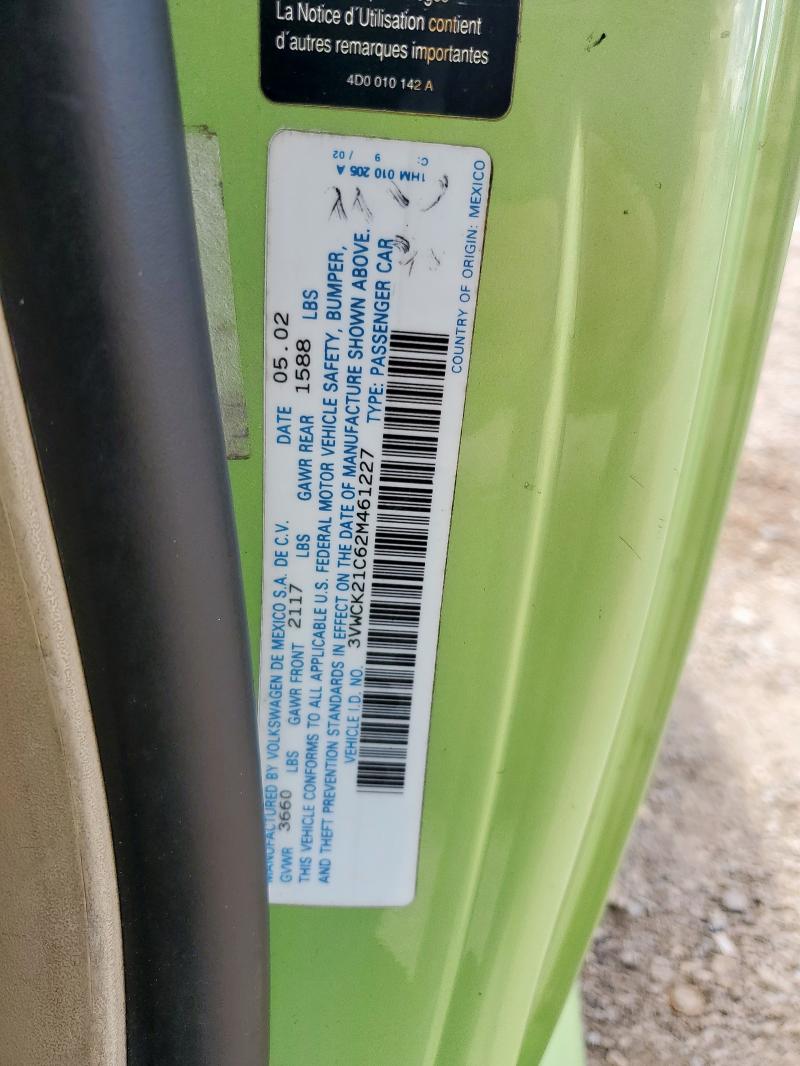 La Notice d'Utilisation contient
d'autres remarques importantes
4D0 010 142 A
1HM 010 205 A
C: 9 / 02
MANUFACTURED BY VOLKSWAGEN DE MEXICO S.A. DE C.V. DATE 05.02
GVWR 3660 LBS GAWR FRONT 2117 LBS GAWR REAR 1588 LBS
THIS VEHICLE CONFORMS TO ALL APPLICABLE U.S. FEDERAL MOTOR VEHICLE SAFETY, BUMPER,
AND THEFT PREVENTION STANDARDS IN EFFECT ON THE DATE OF MANUFACTURE SHOWN ABOVE.
VEHICLE I.D. NO. 3VWCK21C62M461227 TYPE: PASSENGER CAR
COUNTRY OF ORIGIN: MEXICO